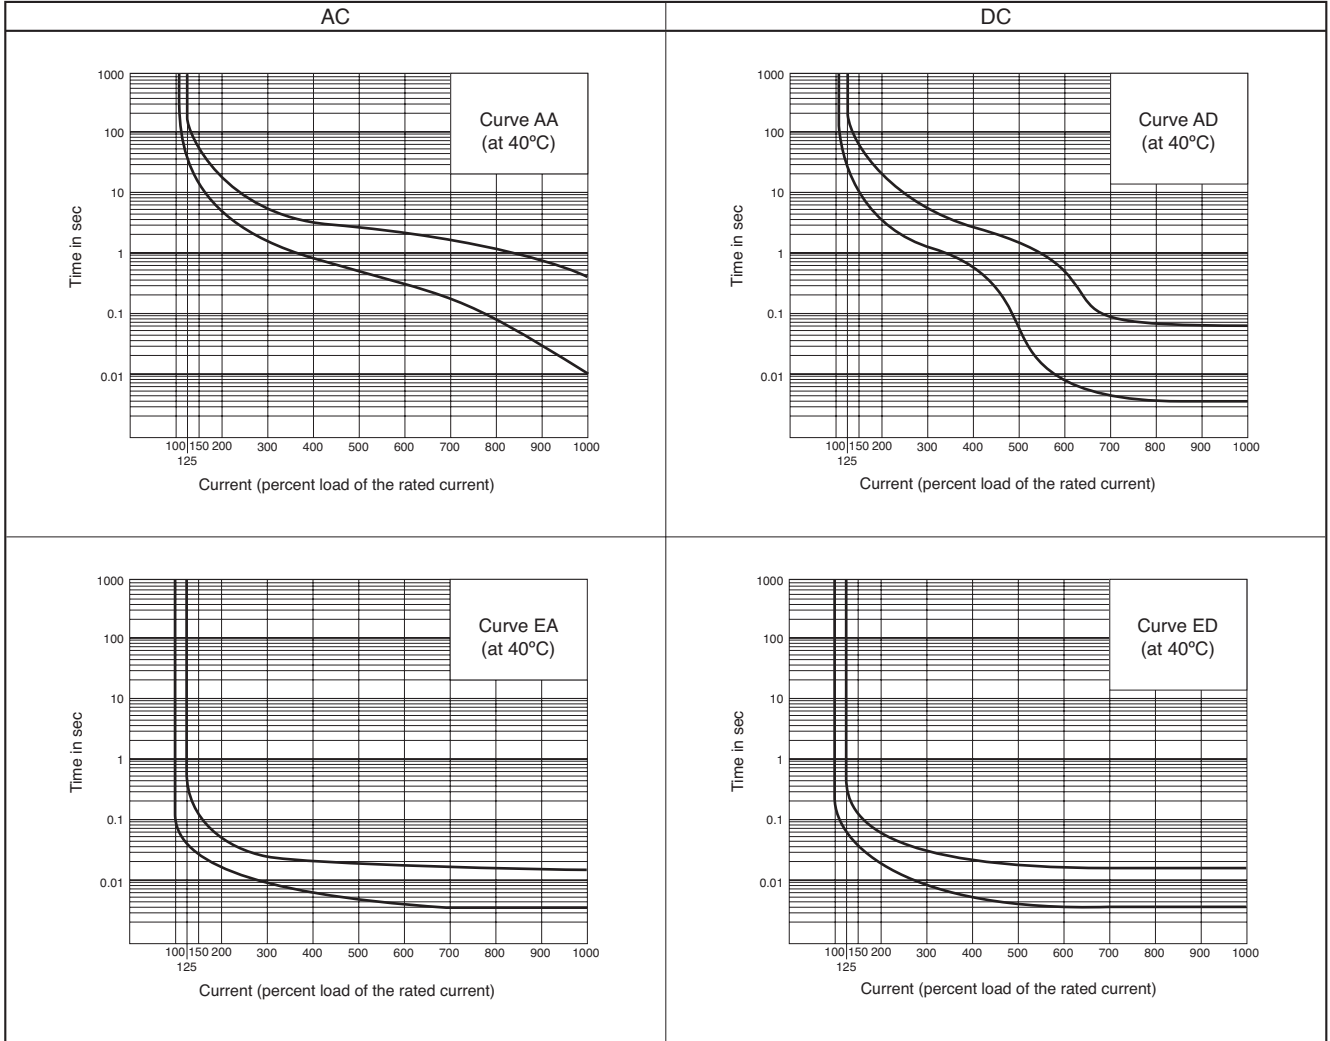 AC
DC
1000
100
10
1
0.1
0.01
Time in sec
Curve AA
(at 40ºC)
100 150 200 300 400 500 600 700 800 900 1000
125
Current (percent load of the rated current)
1000
100
10
1
0.1
0.01
Time in sec
Curve AD
(at 40ºC)
100 150 200 300 400 500 600 700 800 900 1000
125
Current (percent load of the rated current)
1000
100
10
1
0.1
0.01
Time in sec
Curve EA
(at 40ºC)
100 150 200 300 400 500 600 700 800 900 1000
125
Current (percent load of the rated current)
1000
100
10
1
0.1
0.01
Time in sec
Curve ED
(at 40ºC)
100 150 200 300 400 500 600 700 800 900 1000
125
Current (percent load of the rated current)